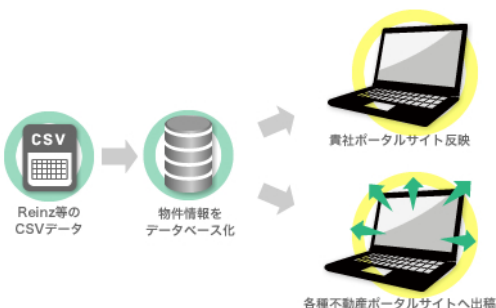 CSV
Reinz等の
CSVデータ
物件情報を
データベース化
貴社ポータルサイト反映
各種不動産ポータルサイトへ出稿